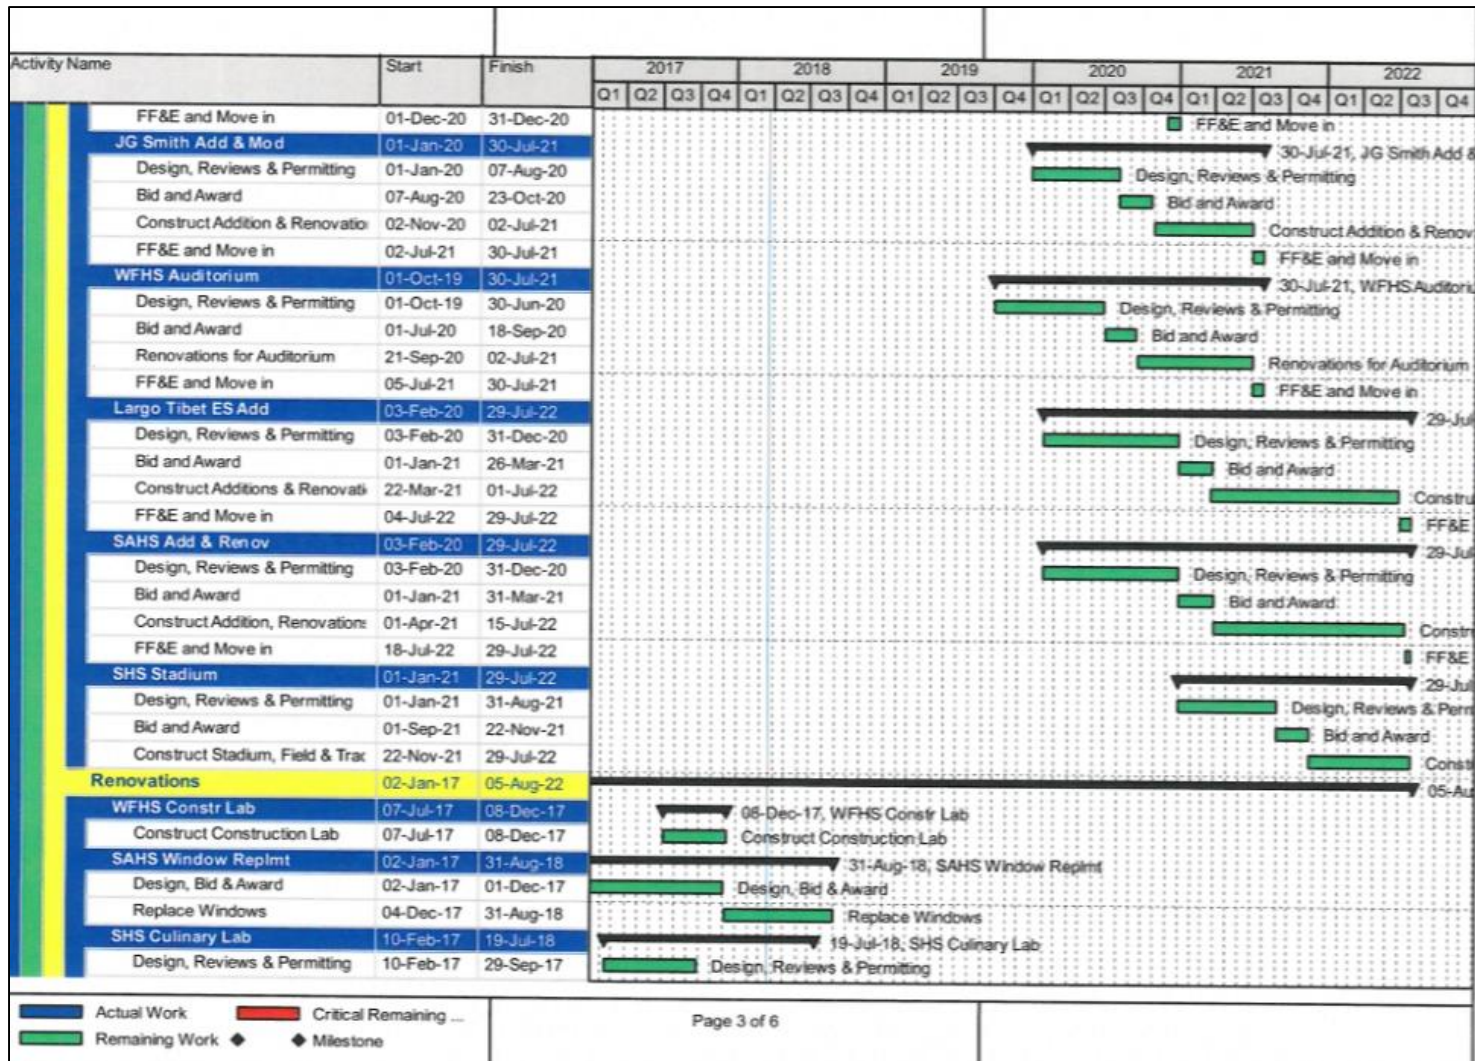 Activity Name Start Finish 2017 2018 2019 2020 2021 2022
Q1 Q2 Q3 Q4 Q1 Q2 Q3 Q4 Q1 Q2 Q3 Q4 Q1 Q2 Q3 Q4 Q1 Q2 Q3 Q4 Q1 Q2 Q3 Q4
FF&E and Move in 01-Dec-20 31-Dec-20 FF&E and Move in
JG Smith Add & Mod 01-Jan-20 30-Jul-21 30-Jul-21, JG Smith Add &
Design, Reviews & Permitting 01-Jan-20 07-Aug-20 Design, Reviews & Permitting
Bid and Award 07-Aug-20 23-Oct-20 Bid and Award
Construct Addition & Renovatio 02-Nov-20 02-Jul-21 Construct Addition & Renov
FF&E and Move in 02-Jul-21 30-Jul-21 FF&E and Move in
WFHS Auditorium 01-Oct-19 30-Jul-21 30-Jul-21, WFHS Auditoriu
Design, Reviews & Permitting 01-Oct-19 30-Jun-20 Design, Reviews & Permitting
Bid and Award 01-Jul-20 18-Sep-20 Bid and Award
Renovations for Auditorium 21-Sep-20 02-Jul-21 Renovations for Auditorium
FF&E and Move in 05-Jul-21 30-Jul-21 FF&E and Move in
Largo Tibet ES Add 03-Feb-20 29-Jul-22 29-Jul
Design, Reviews & Permitting 03-Feb-20 31-Dec-20 Design, Reviews & Permitting
Bid and Award 01-Jan-21 26-Mar-21 Bid and Award
Construct Additions & Renovati 22-Mar-21 01-Jul-22 Constru
FF&E and Move in 04-Jul-22 29-Jul-22 FF&E
SAHS Add & Renov 03-Feb-20 29-Jul-22 29-Jul
Design, Reviews & Permitting 03-Feb-20 31-Dec-20 Design, Reviews & Permitting
Bid and Award 01-Jan-21 31-Mar-21 Bid and Award
Construct Addition, Renovations 01-Apr-21 15-Jul-22 Constr
FF&E and Move in 18-Jul-22 29-Jul-22 FF&E
SHS Stadium 01-Jan-21 29-Jul-22 29-Jul
Design, Reviews & Permitting 01-Jan-21 31-Aug-21 Design, Reviews & Perm
Bid and Award 01-Sep-21 22-Nov-21 Bid and Award
Construct Stadium, Field & Trac 22-Nov-21 29-Jul-22 Consti
Renovations 02-Jan-17 05-Aug-22 05-Au
WFHS Constr Lab 07-Jul-17 08-Dec-17 08-Dec-17, WFHS Constr Lab
Construct Construction Lab 07-Jul-17 08-Dec-17 Construct Construction Lab
SAHS Window Replmt 02-Jan-17 31-Aug-18 31-Aug-18, SAHS Window Replmt
Design, Bid & Award 02-Jan-17 01-Dec-17 Design, Bid & Award
Replace Windows 04-Dec-17 31-Aug-18 Replace Windows
SHS Culinary Lab 10-Feb-17 19-Jul-18 19-Jul-18, SHS Culinary Lab
Design, Reviews & Permitting 10-Feb-17 29-Sep-17 Design, Reviews & Permitting
Actual Work Critical Remaining ...
Remaining Work Milestone
Page 3 of 6